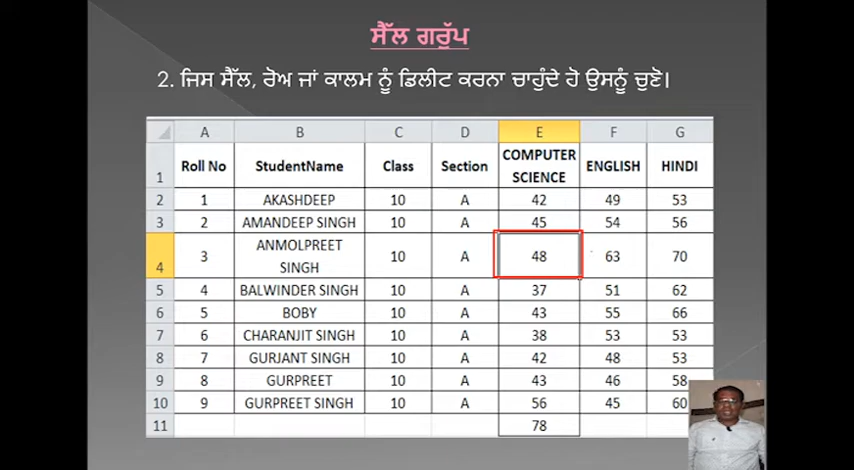 ਸੈੱਲ ਗਰੁੱਪ
2. ਜਿਸ ਸੈੱਲ, ਰੋਅ ਜਾਂ ਕਾਲਮ ਨੂੰ ਡਿਲੀਟ ਕਰਨਾ ਚਾਹੁੰਦੇ ਹੋ ਉਸਨੂੰ ਚੁਣੋ।
A B C D E F G
1 Roll No StudentName Class Section COMPUTER SCIENCE ENGLISH HINDI
2 1 AKASHDEEP 10 A 42 49 53
3 2 AMANDEEP SINGH 10 A 45 54 56
4 3 ANMOLPREET SINGH 10 A 48 63 70
5 4 BALWINDER SINGH 10 A 37 51 62
6 5 BOBY 10 A 43 55 66
7 6 CHARANJIT SINGH 10 A 38 53 53
8 7 GURJANT SINGH 10 A 42 48 53
9 8 GURPREET 10 A 43 46 58
10 9 GURPREET SINGH 10 A 56 45 60
11 78